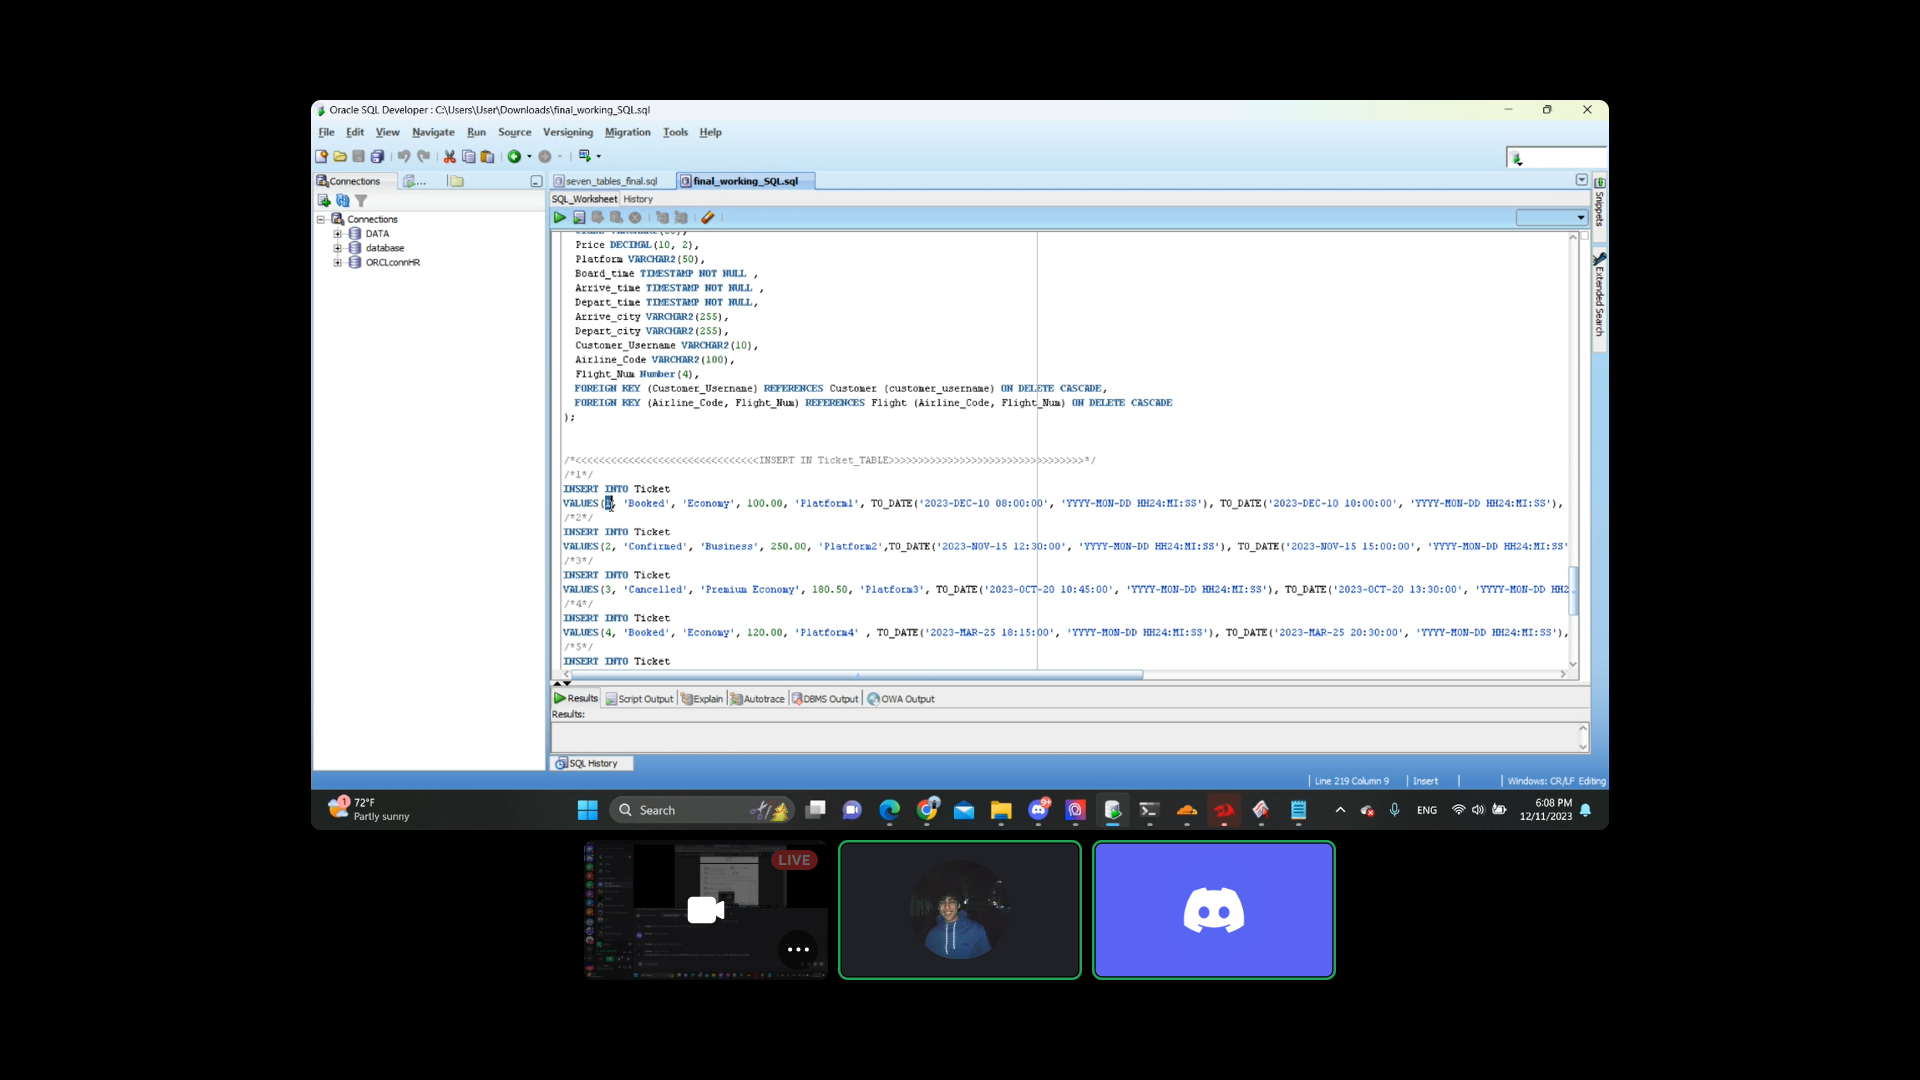 Oracle SQL Developer : C:\Users\User\Downloads\final_working_SQL.sql
File Edit View Navigate Run Source Versioning Migration Tools Help
Connections
seven_tables_final.sql
final_working_SQL.sql
SQL_Worksheet History
Connections
DATA
database
ORCLconnHR
Snippets
Extended Search
Price DECIMAL(10, 2),
Platform VARCHAR2(50),
Board_time TIMESTAMP NOT NULL ,
Arrive_time TIMESTAMP NOT NULL ,
Depart_time TIMESTAMP NOT NULL,
Arrive_city VARCHAR2(255),
Depart_city VARCHAR2(255),
Customer_Username VARCHAR2(10),
Airline_Code VARCHAR2(100),
Flight_Num Number(4),
FOREIGN KEY (Customer_Username) REFERENCES Customer (customer_username) ON DELETE CASCADE,
FOREIGN KEY (Airline_Code, Flight_Num) REFERENCES Flight (Airline_Code, Flight_Num) ON DELETE CASCADE
);
/*<<<<<<<<<<<<<<<<<<<<<<<<<<<<<<<INSERT IN Ticket_TABLE>>>>>>>>>>>>>>>>>>>>>>>>>>>>>>>>>*/
/*1*/
INSERT INTO Ticket
VALUES(1, 'Booked', 'Economy', 100.00, 'Platform1', TO_DATE('2023-DEC-10 08:00:00', 'YYYY-MON-DD HH24:MI:SS'), TO_DATE('2023-DEC-10 10:00:00', 'YYYY-MON-DD HH24:MI:SS'),
/*2*/
INSERT INTO Ticket
VALUES(2, 'Confirmed', 'Business', 250.00, 'Platform2',TO_DATE('2023-NOV-15 12:30:00', 'YYYY-MON-DD HH24:MI:SS'), TO_DATE('2023-NOV-15 15:00:00', 'YYYY-MON-DD HH24:MI:SS'
/*3*/
INSERT INTO Ticket
VALUES(3, 'Cancelled', 'Premium Economy', 180.50, 'Platform3', TO_DATE('2023-OCT-20 10:45:00', 'YYYY-MON-DD HH24:MI:SS'), TO_DATE('2023-OCT-20 13:30:00', 'YYYY-MON-DD HH2
/*4*/
INSERT INTO Ticket
VALUES(4, 'Booked', 'Economy', 120.00, 'Platform4' , TO_DATE('2023-MAR-25 18:15:00', 'YYYY-MON-DD HH24:MI:SS'), TO_DATE('2023-MAR-25 20:30:00', 'YYYY-MON-DD HH24:MI:SS'),
/*5*/
INSERT INTO Ticket
Results Script Output Explain Autotrace DBMS Output OWA Output
Results:
SQL History
Line 219 Column 9 Insert Windows: CR/LF Editing
1
72°F
Partly sunny
Search
9+
ENG
6:08 PM
12/11/2023
LIVE